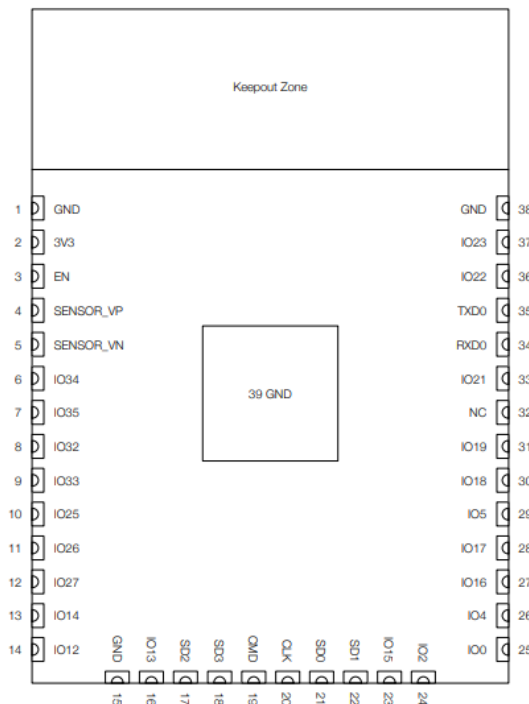 Keepout Zone
1 GND
2 3V3
3 EN
4 SENSOR_VP
5 SENSOR_VN
6 IO34
7 IO35
8 IO32
9 IO33
10 IO25
11 IO26
12 IO27
13 IO14
14 IO12
39 GND
GND 38
IO23 37
IO22 36
TXD0 35
RXD0 34
IO21 33
NC 32
IO19 31
IO18 30
IO5 29
IO17 28
IO16 27
IO4 26
IO0 25
GND 15
IO13 16
SD2 17
SD3 18
CMD 19
CLK 20
SD0 21
SD1 22
IO15 23
IO2 24